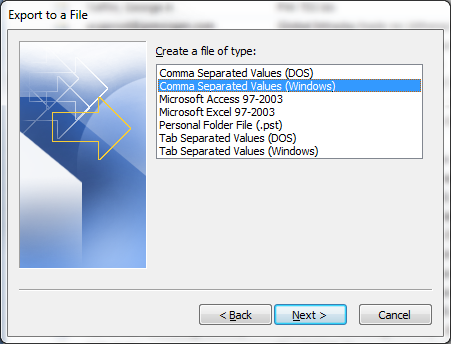 Export to a File
Create a file of type:
Comma Separated Values (DOS)
Comma Separated Values (Windows)
Microsoft Access 97-2003
Microsoft Excel 97-2003
Personal Folder File (.pst)
Tab Separated Values (DOS)
Tab Separated Values (Windows)
< Back
Next >
Cancel